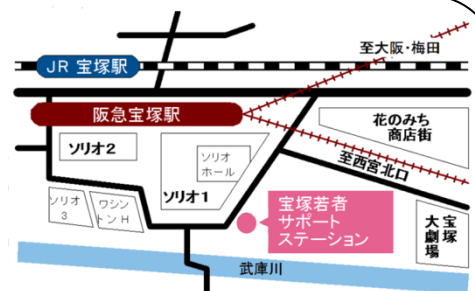 至大阪・梅田
JR 宝塚駅
阪急宝塚駅
花のみち
商店街
ソリオ2
ソリオ
ホール
至西宮北口
ソリオ1
ソリオ
3
ワシン
トンH
宝塚若者
サポート
ステーション
宝塚
大劇場
武庫川